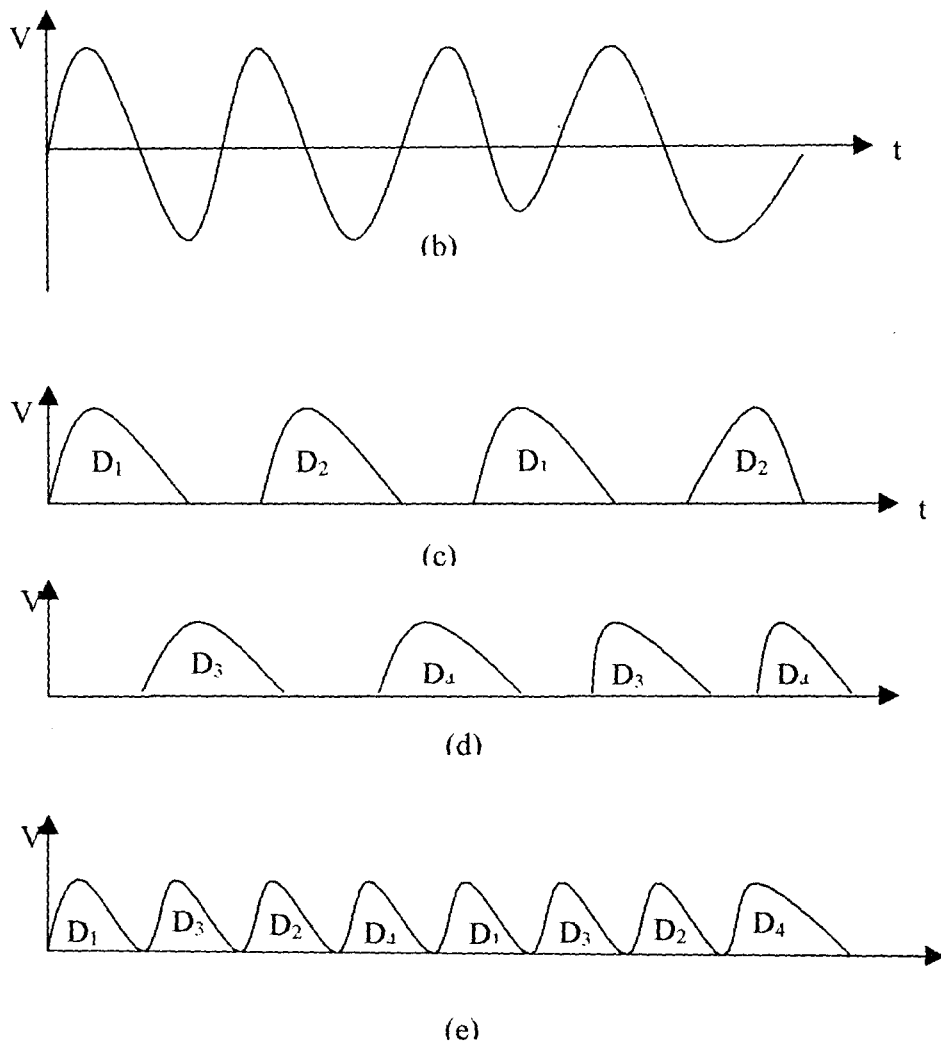 V
t
(b)
V
D₁ D₂ D₁ D₂
t
(c)
V
D₃ D₄ D₃ D₄
(d)
V
D₁ D₃ D₂ D₄ D₁ D₃ D₂ D₄
(e)